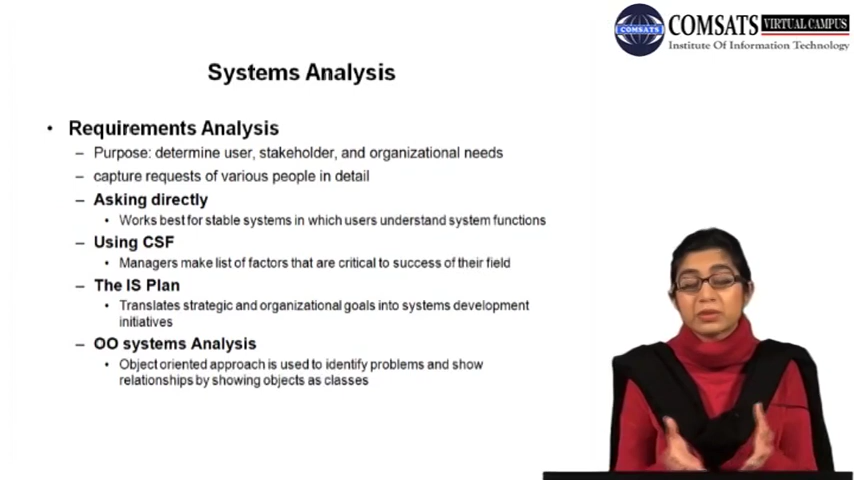 COMSATS
COMSATS VIRTUAL CAMPUS
Institute Of Information Technology
Systems Analysis
• Requirements Analysis
– Purpose: determine user, stakeholder, and organizational needs
– capture requests of various people in detail
– Asking directly
• Works best for stable systems in which users understand system functions
– Using CSF
• Managers make list of factors that are critical to success of their field
– The IS Plan
• Translates strategic and organizational goals into systems development
initiatives
– OO systems Analysis
• Object oriented approach is used to identify problems and show
relationships by showing objects as classes